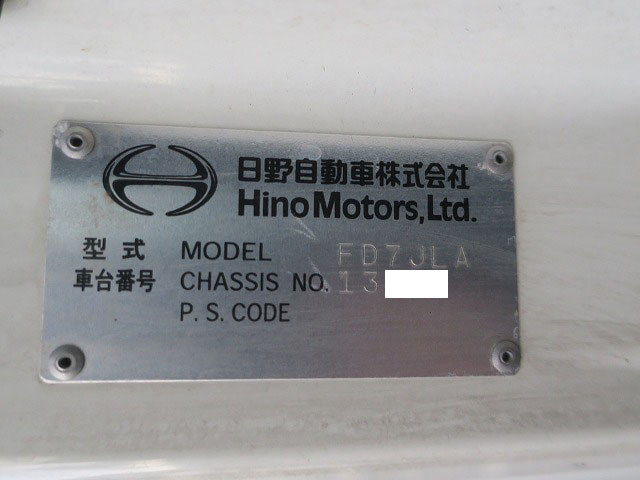 日野自動車株式会社
Hino Motors, Ltd.
型式 MODEL FD7JLA
車台番号 CHASSIS NO. 13
P. S. CODE